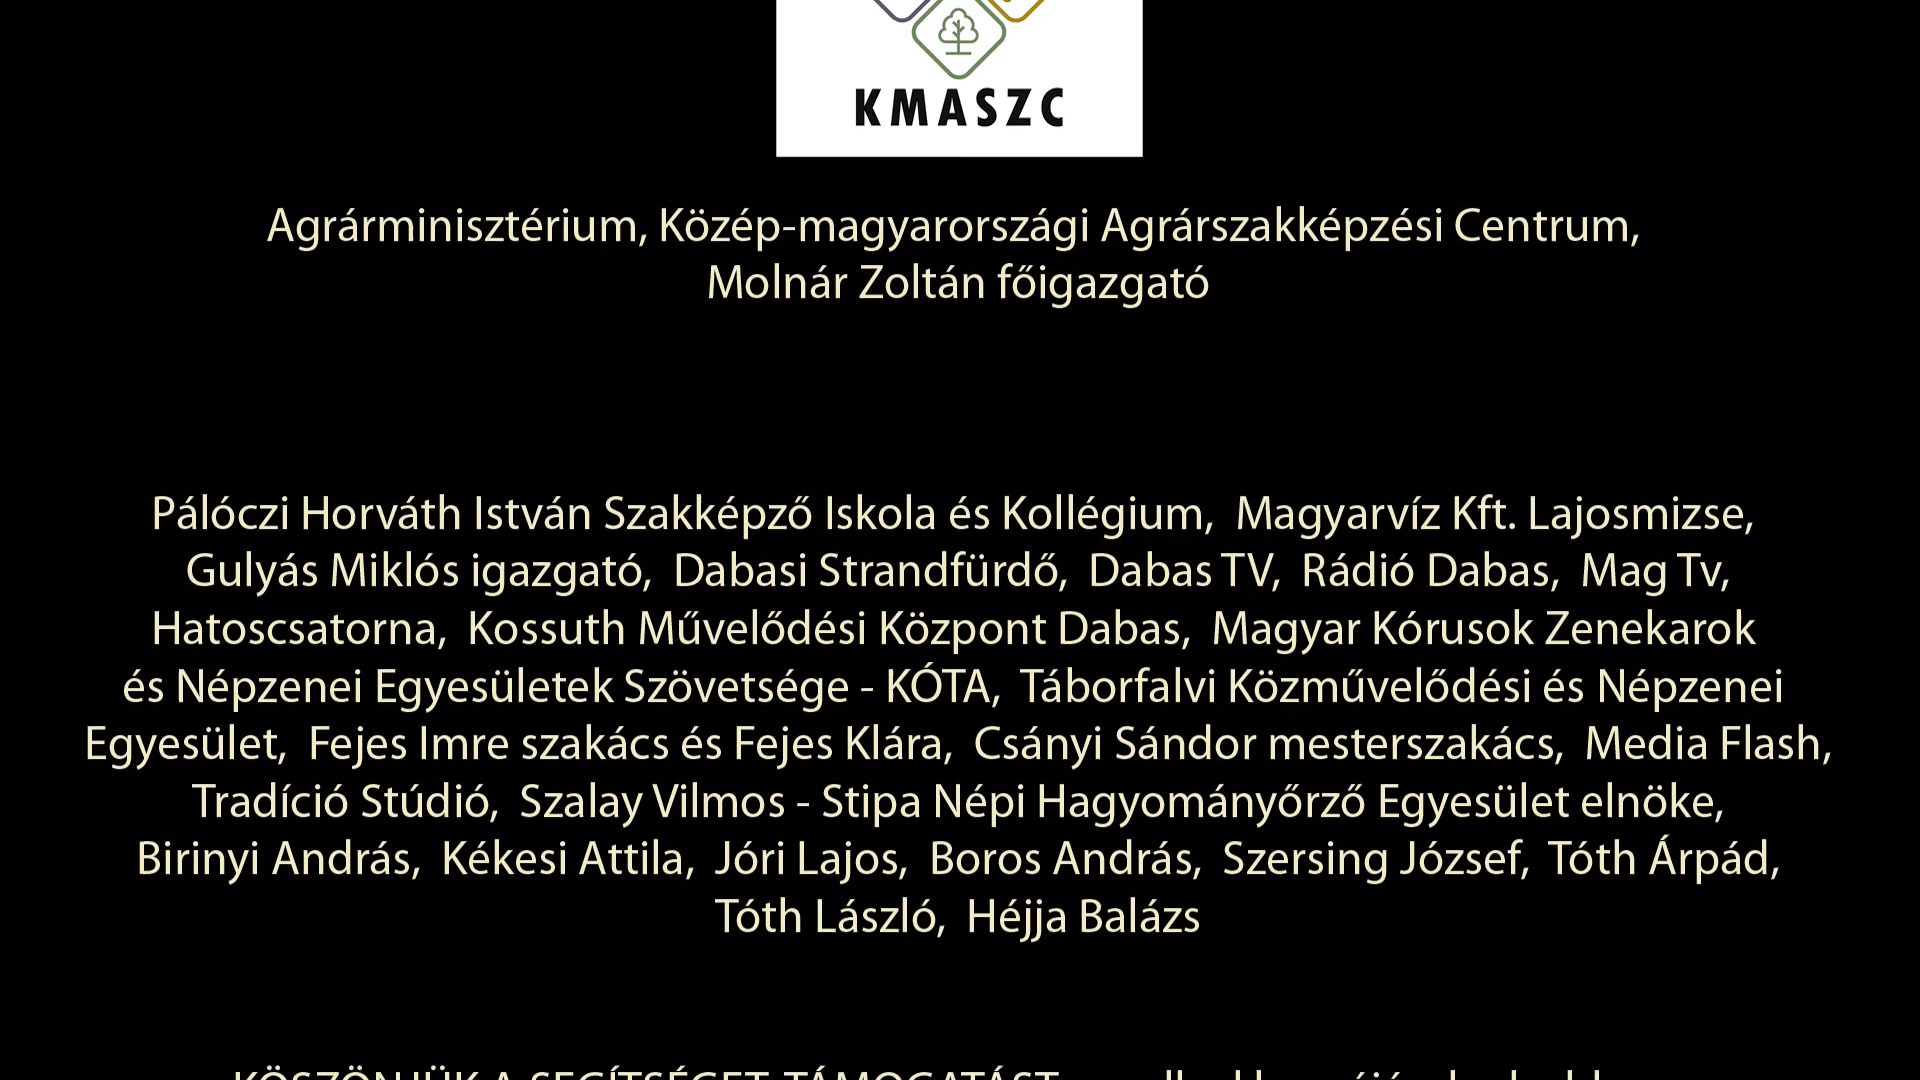 KMASZC
Agrárminisztérium, Közép-magyarországi Agrárszakképzési Centrum,
Molnár Zoltán főigazgató
Pálóczi Horváth István Szakképző Iskola és Kollégium, Magyarvíz Kft. Lajosmizse,
Gulyás Miklós igazgató, Dabasi Strandfürdő, Dabas TV, Rádió Dabas, Mag Tv,
Hatoscsatorna, Kossuth Művelődési Központ Dabas, Magyar Kórusok Zenekarok
és Népzenei Egyesületek Szövetsége - KÓTA, Táborfalvi Közművelődési és Népzenei
Egyesület, Fejes Imre szakács és Fejes Klára, Csányi Sándor mesterszakács, Media Flash,
Tradíció Stúdió, Szalay Vilmos - Stipa Népi Hagyományőrző Egyesület elnöke,
Birinyi András, Kékesi Attila, Jóri Lajos, Boros András, Szersing József, Tóth Árpád,
Tóth László, Héjja Balázs
KÖSZÖNJÜK A SEGÍTSÉGET, TÁMOGATÁST